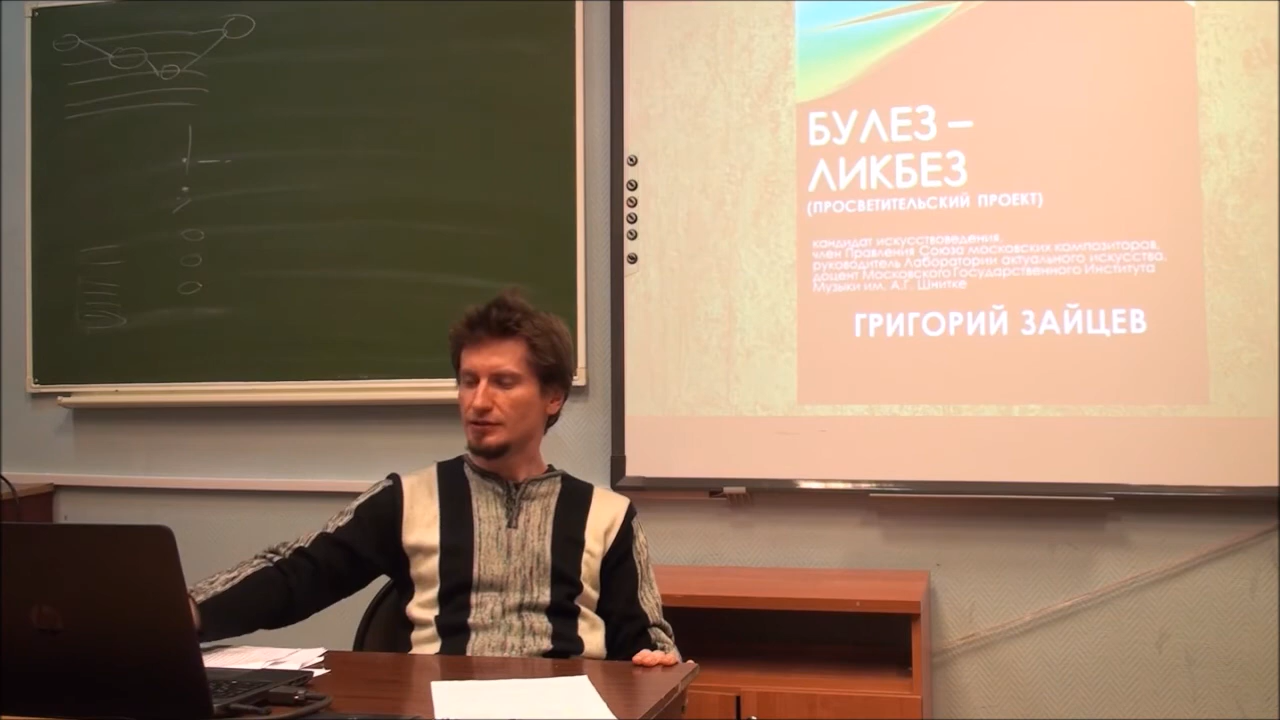 БУЛЕЗ –
ЛИКБЕЗ
(ПРОСВЕТИТЕЛЬСКИЙ ПРОЕКТ)
кандидат искусствоведения,
член Правления Союза московских композиторов,
руководитель Лаборатории актуального искусства,
доцент Московского Государственного Института
Музыки им. А.Г. Шнитке
ГРИГОРИЙ ЗАЙЦЕВ